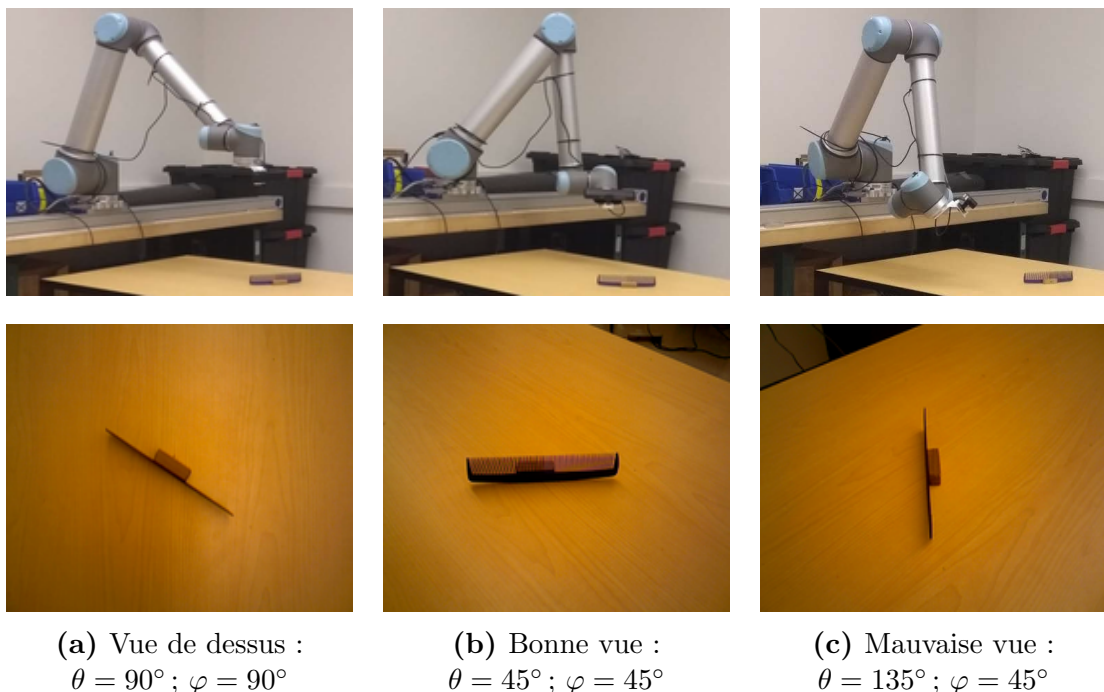 (a) Vue de dessus :
θ = 90° ; φ = 90°
(b) Bonne vue :
θ = 45° ; φ = 45°
(c) Mauvaise vue :
θ = 135° ; φ = 45°